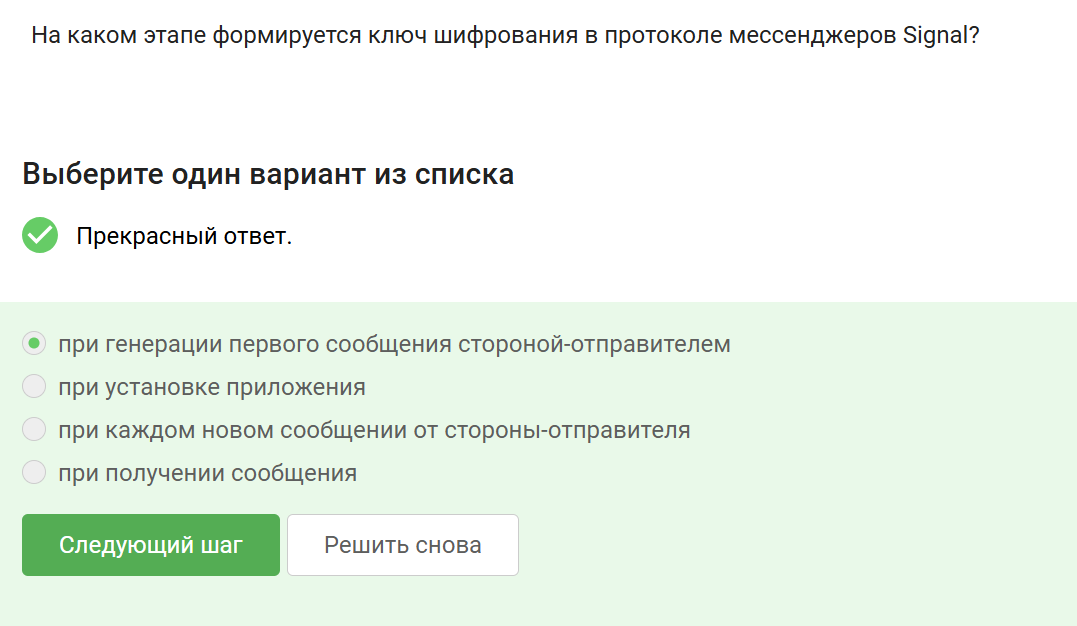 На каком этапе формируется ключ шифрования в протоколе мессенджеров Signal?
Выберите один вариант из списка
Прекрасный ответ.
при генерации первого сообщения стороной-отправителем
при установке приложения
при каждом новом сообщении от стороны-отправителя
при получении сообщения
Следующий шаг
Решить снова